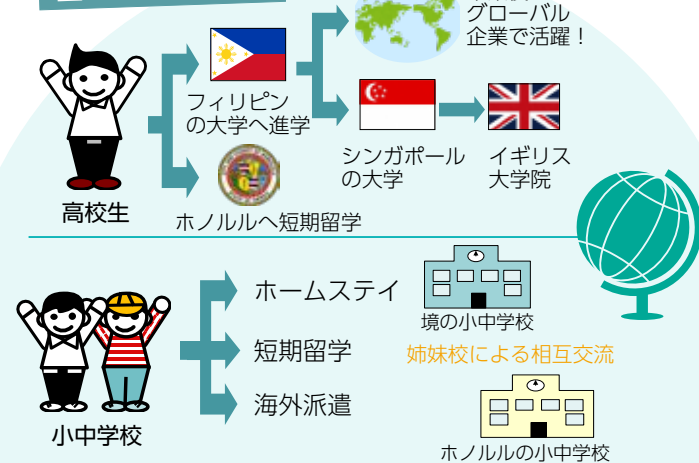 グローバル
企業で活躍！
フィリピン
の大学へ進学
シンガポール
の大学
イギリス
大学院
高校生
ホノルルへ短期留学
ホームステイ
短期留学
海外派遣
小中学校
境の小中学校
姉妹校による相互交流
ホノルルの小中学校